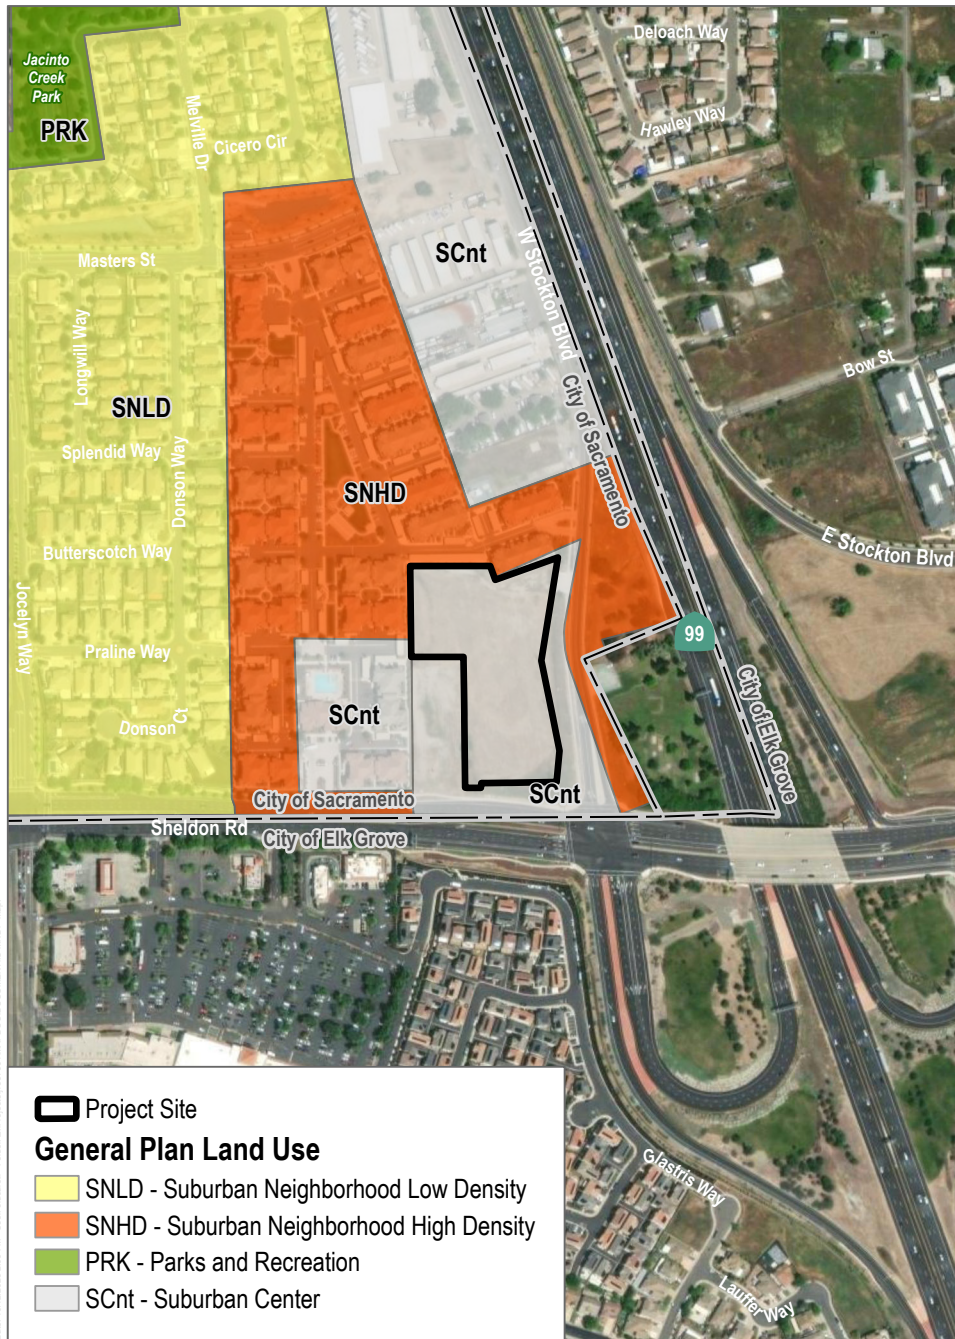 Deloach Way
Jacinto
Creek
Park
PRK
Melville Dr
Hawley Way
Cicero Cir
SCnt
W Stockton Blvd
Masters St
Longwill Way
Bow St
SNLD
City of Sacramento
Splendid Way
Donson Way
SNHD
Butterscotch Way
E Stockton Blvd
Jocelyn Way
99
Praline Way
City of Elk Grove
SCnt
Donson Ct
SCnt
City of Sacramento
Sheldon Rd
City of Elk Grove
Glastris Way
Lauffer Way
Project Site
General Plan Land Use
SNLD - Suburban Neighborhood Low Density
SNHD - Suburban Neighborhood High Density
PRK - Parks and Recreation
SCnt - Suburban Center